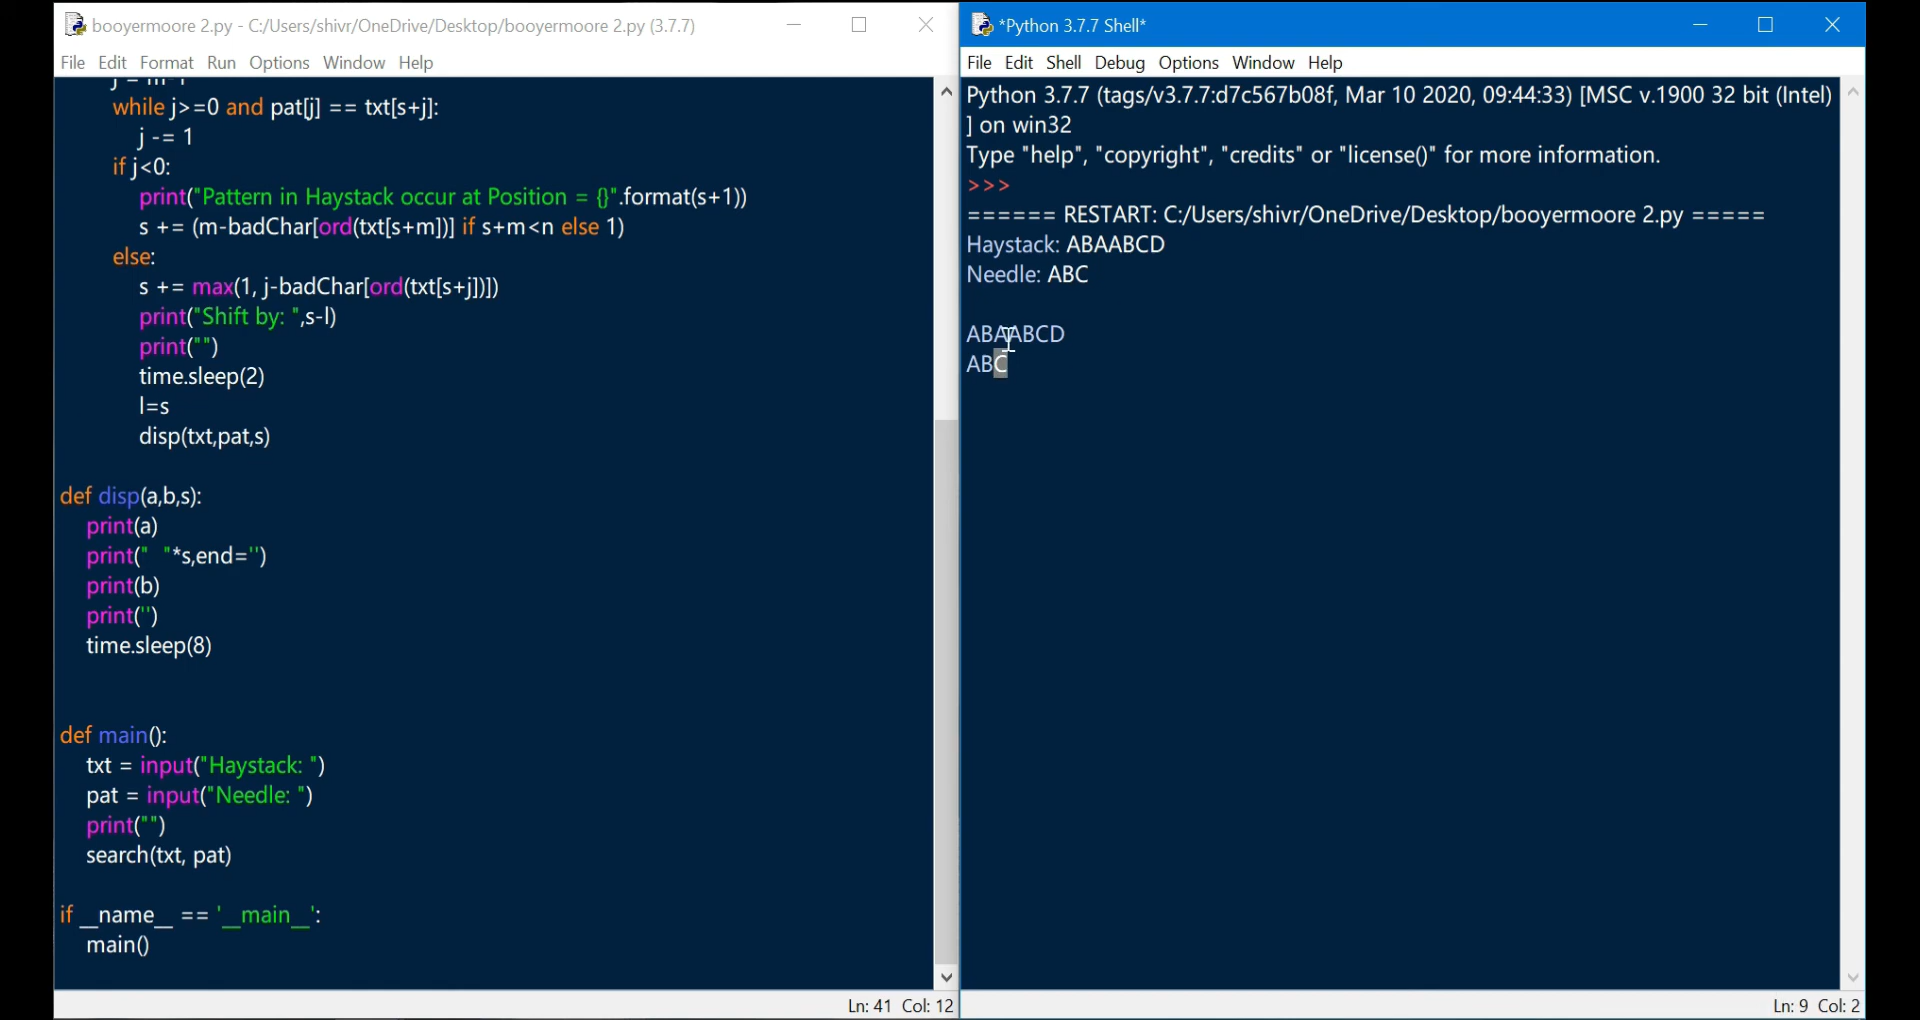 booyermoore 2.py - C:/Users/shivr/OneDrive/Desktop/booyermoore 2.py (3.7.7)
File Edit Format Run Options Window Help
j = m-1
while j>=0 and pat[j] == txt[s+j]:
j -= 1
if j<0:
print("Pattern in Haystack occur at Position = {}".format(s+1))
s += (m-badChar[ord(txt[s+m])] if s+m<n else 1)
else:
s += max(1, j-badChar[ord(txt[s+j])])
print("Shift by: ",s-l)
print("")
time.sleep(2)
l=s
disp(txt,pat,s)
def disp(a,b,s):
print(a)
print("  "*s,end='')
print(b)
print('')
time.sleep(8)
def main():
txt = input("Haystack: ")
pat = input("Needle: ")
print("")
search(txt, pat)
if __name__ == '__main__':
main()
Ln: 41 Col: 12
*Python 3.7.7 Shell*
File Edit Shell Debug Options Window Help
Python 3.7.7 (tags/v3.7.7:d7c567b08f, Mar 10 2020, 09:44:33) [MSC v.1900 32 bit (Intel)
] on win32
Type "help", "copyright", "credits" or "license()" for more information.
>>>
====== RESTART: C:/Users/shivr/OneDrive/Desktop/booyermoore 2.py =====
Haystack: ABAABCD
Needle: ABC
ABAABCD
ABC
Ln: 9 Col: 2